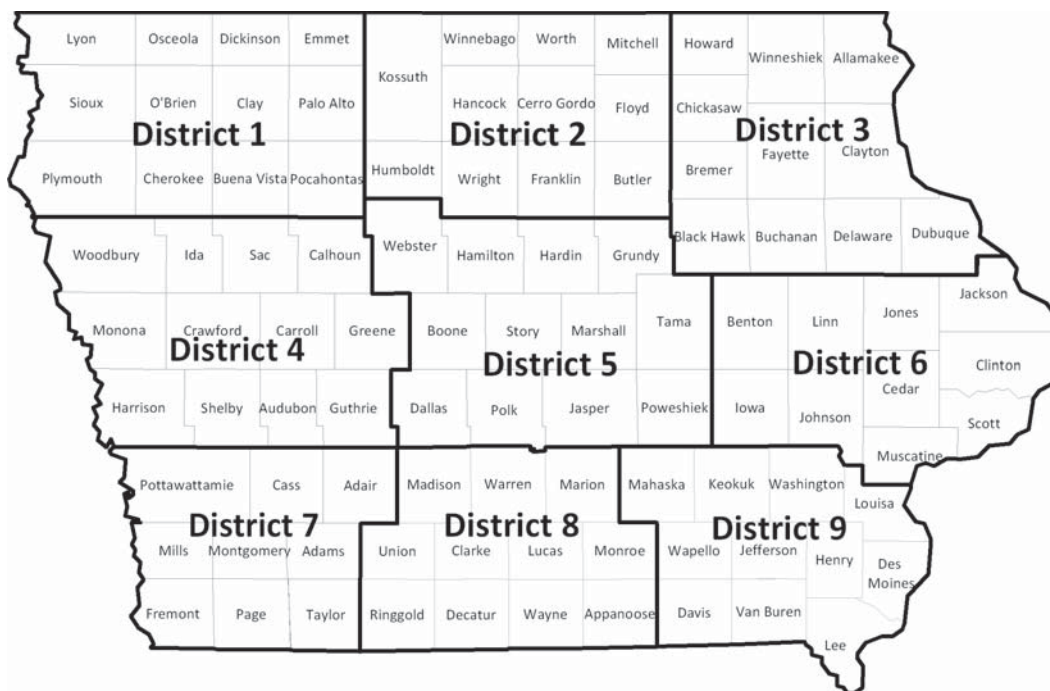 Lyon Osceola Dickinson Emmet
Sioux O'Brien Clay Palo Alto
District 1
Plymouth Cherokee Buena Vista Pocahontas
Kossuth Winnebago Worth Mitchell
Hancock Cerro Gordo Floyd
District 2
Humboldt Wright Franklin Butler
Howard Winneshiek Allamakee
Chickasaw
District 3
Bremer Fayette Clayton
Black Hawk Buchanan Delaware Dubuque
Woodbury Ida Sac Calhoun
Monona Crawford Carroll Greene
District 4
Harrison Shelby Audubon Guthrie
Webster Hamilton Hardin Grundy
Boone Story Marshall Tama
District 5
Dallas Polk Jasper Poweshiek
Benton Linn Jones Jackson
District 6
Clinton
Cedar
Iowa Johnson Scott
Muscatine
Pottawattamie Cass Adair
District 7
Mills Montgomery Adams
Fremont Page Taylor
Madison Warren Marion
District 8
Union Clarke Lucas Monroe
Ringgold Decatur Wayne Appanoose
Mahaska Keokuk Washington Louisa
District 9
Wapello Jefferson Henry Des
Moines
Davis Van Buren
Lee